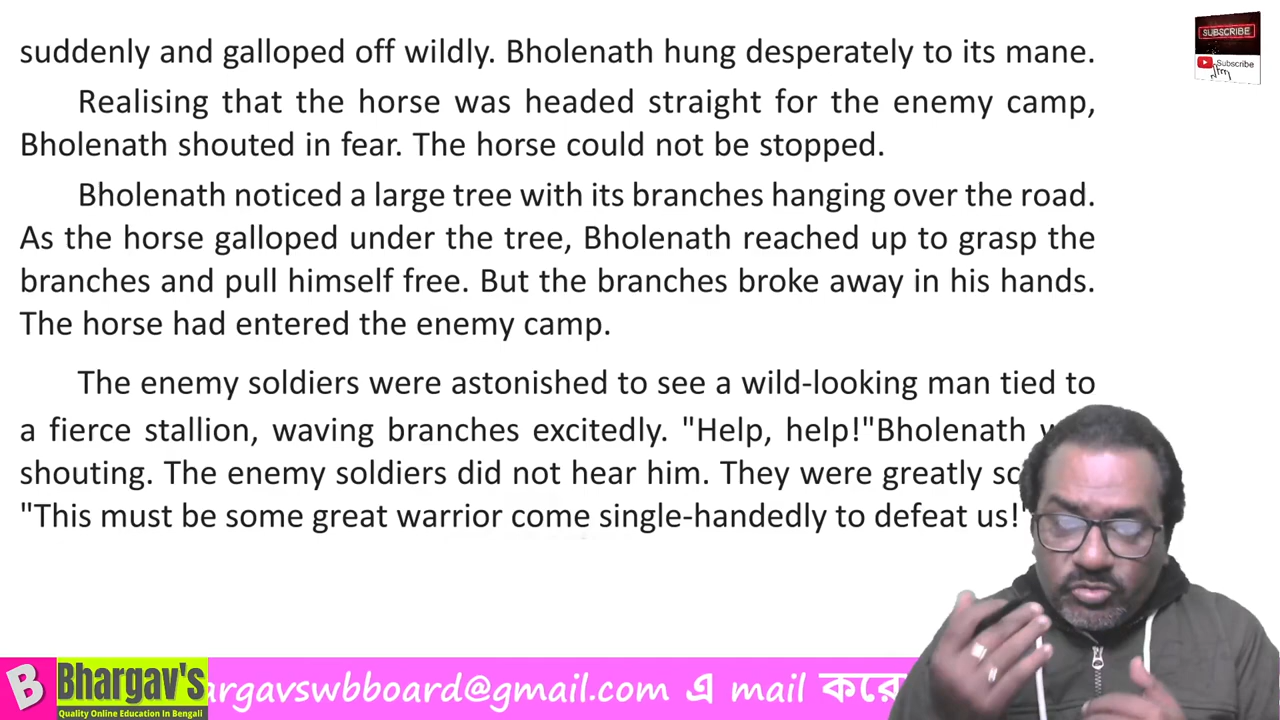 suddenly and galloped off wildly. Bholenath hung desperately to its mane.
Realising that the horse was headed straight for the enemy camp,
Bholenath shouted in fear. The horse could not be stopped.
Bholenath noticed a large tree with its branches hanging over the road.
As the horse galloped under the tree, Bholenath reached up to grasp the
branches and pull himself free. But the branches broke away in his hands.
The horse had entered the enemy camp.
The enemy soldiers were astonished to see a wild-looking man tied to
a fierce stallion, waving branches excitedly. "Help, help!"Bholenath
shouting. The enemy soldiers did not hear him. They were greatly
"This must be some great warrior come single-handedly to defeat us!"
SUBSCRIBE
Subscribe
B Bhargav's
Quality Online Education in Bengali
argavswbboard@gmail.com এ mail করে